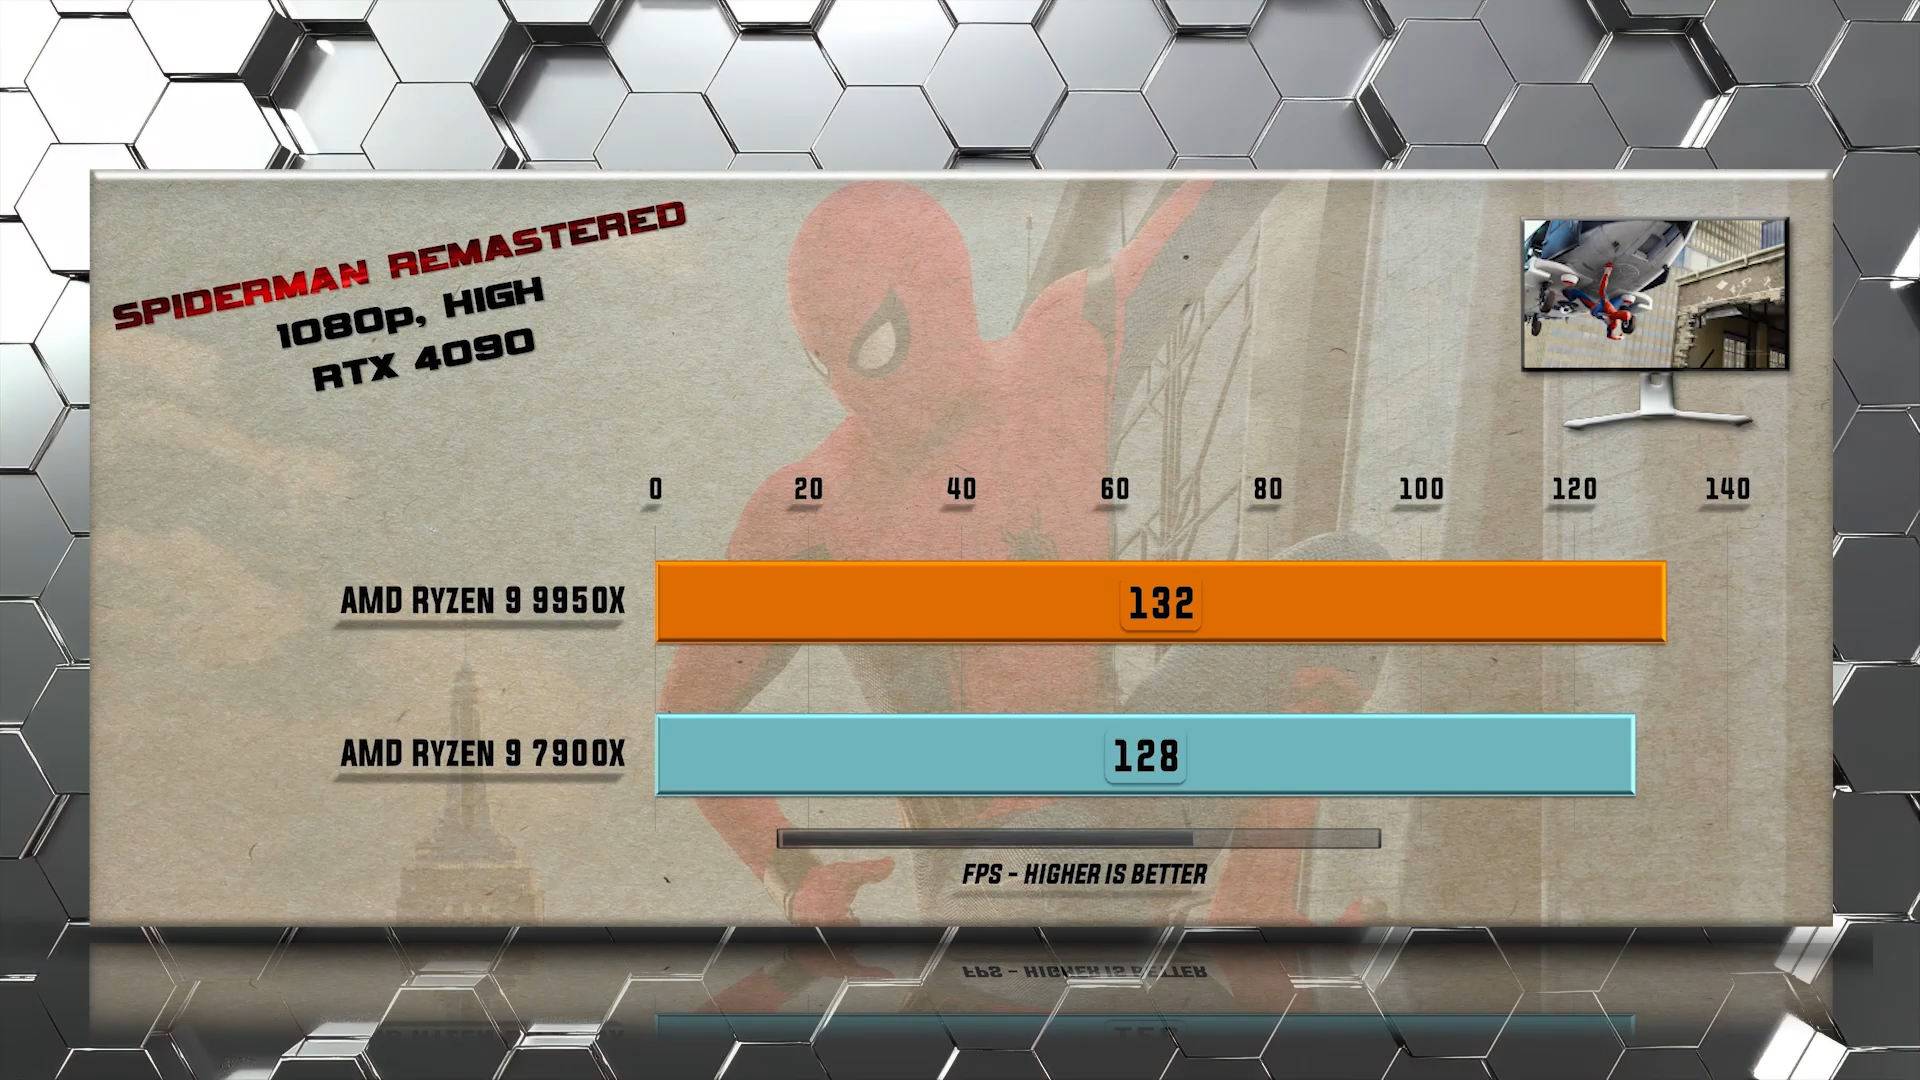 SPIDERMAN REMASTERED
1080p, HIGH
RTX 4090
0 20 40 60 80 100 120 140
AMD RYZEN 9 9950X 132
AMD RYZEN 9 7900X 128
FPS - HIGHER IS BETTER